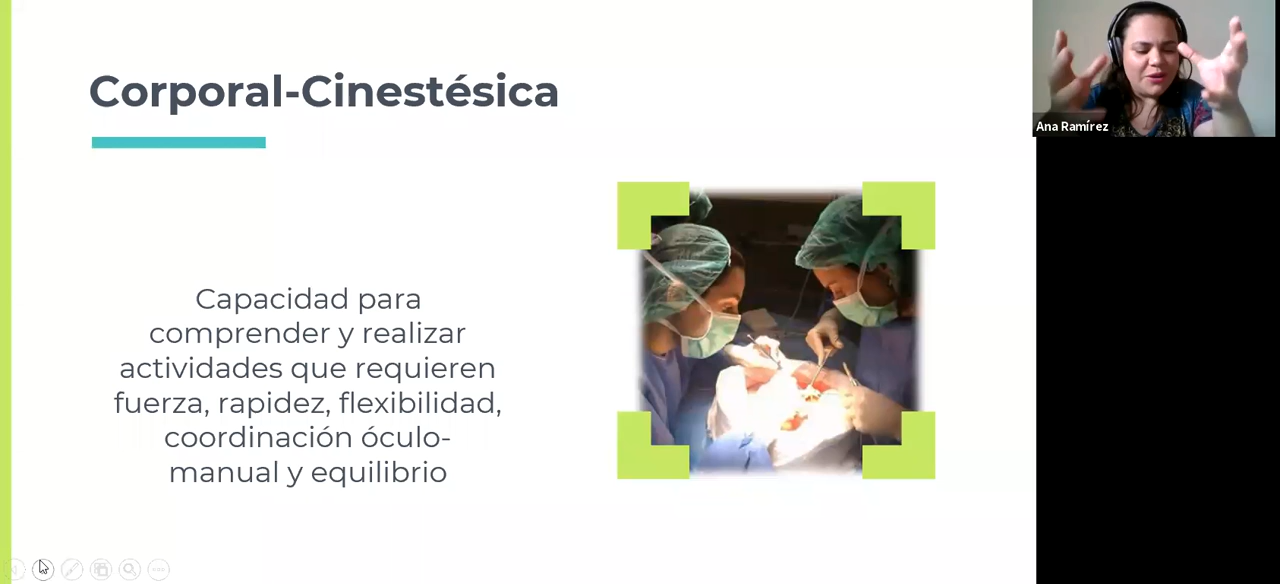 Corporal-Cinestésica
Capacidad para
comprender y realizar
actividades que requieren
fuerza, rapidez, flexibilidad,
coordinación óculo-
manual y equilibrio
Ana Ramírez